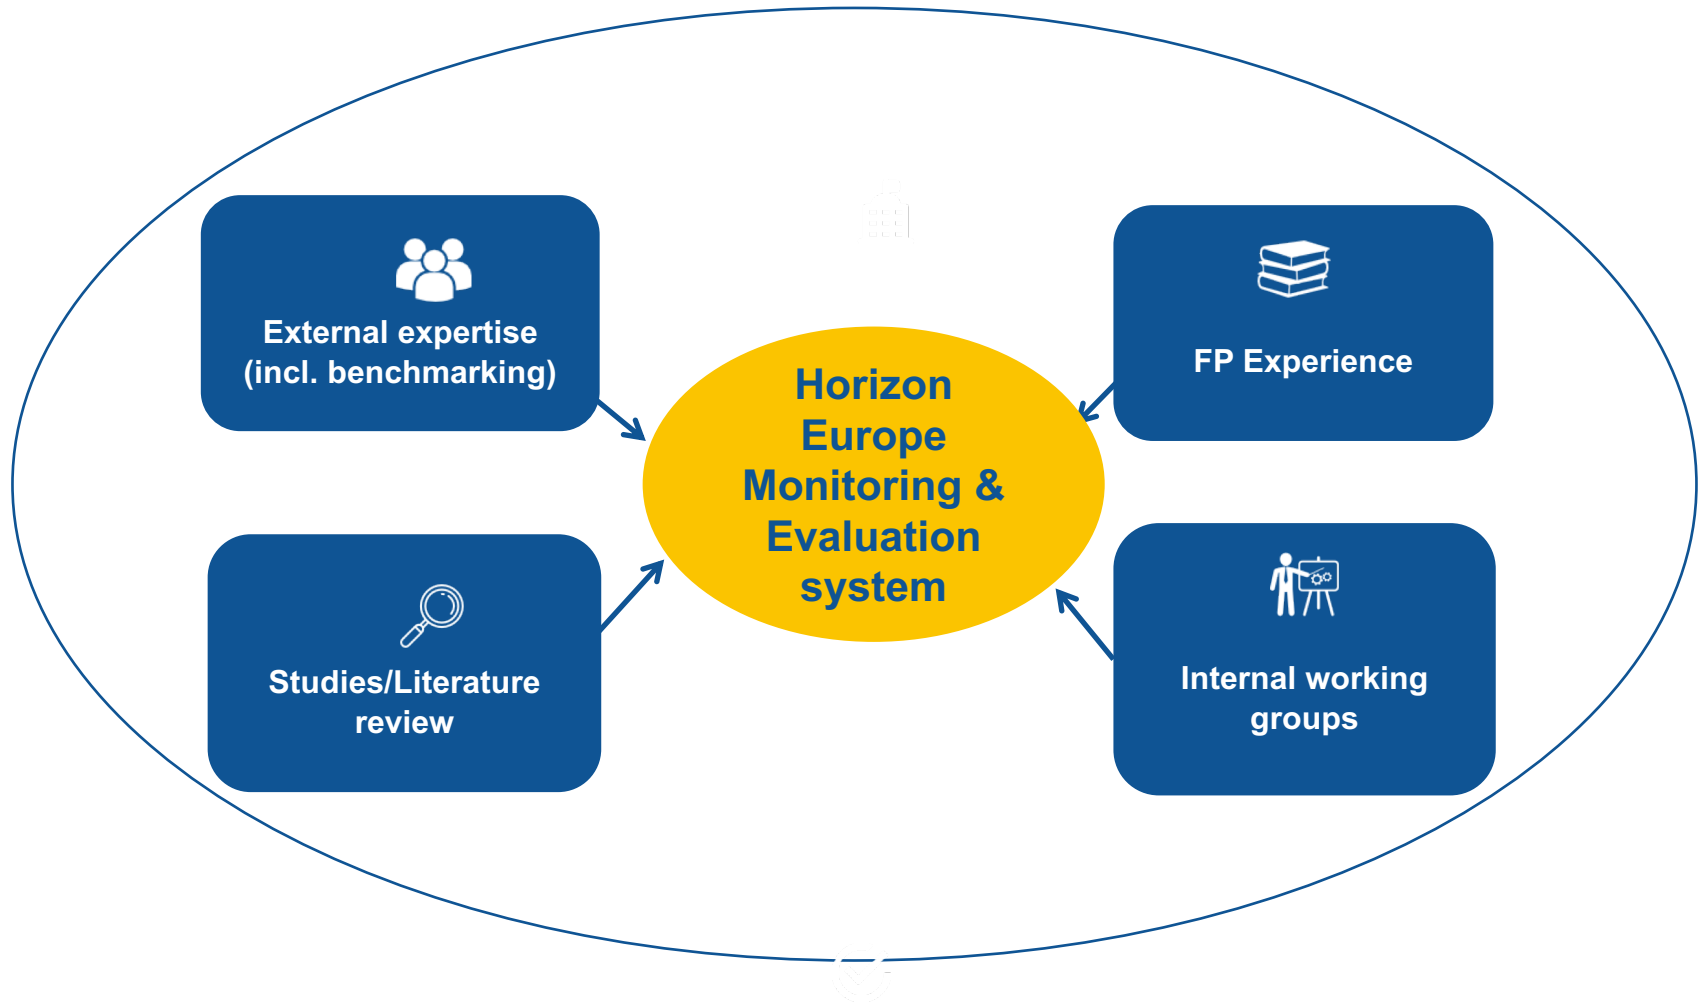 External expertise
(incl. benchmarking)
FP Experience
Horizon
Europe
Monitoring &
Evaluation
system
Studies/Literature
review
Internal working
groups